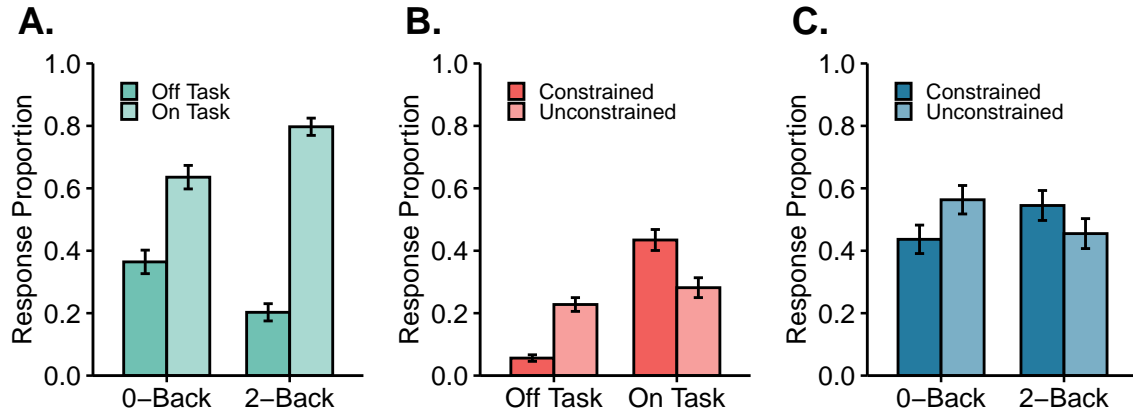 A.
Response Proportion
1.0
0.8
0.6
0.4
0.2
0.0
Off Task
On Task
0−Back
2−Back
B.
Response Proportion
1.0
0.8
0.6
0.4
0.2
0.0
Constrained
Unconstrained
Off Task
On Task
C.
Response Proportion
1.0
0.8
0.6
0.4
0.2
0.0
Constrained
Unconstrained
0−Back
2−Back